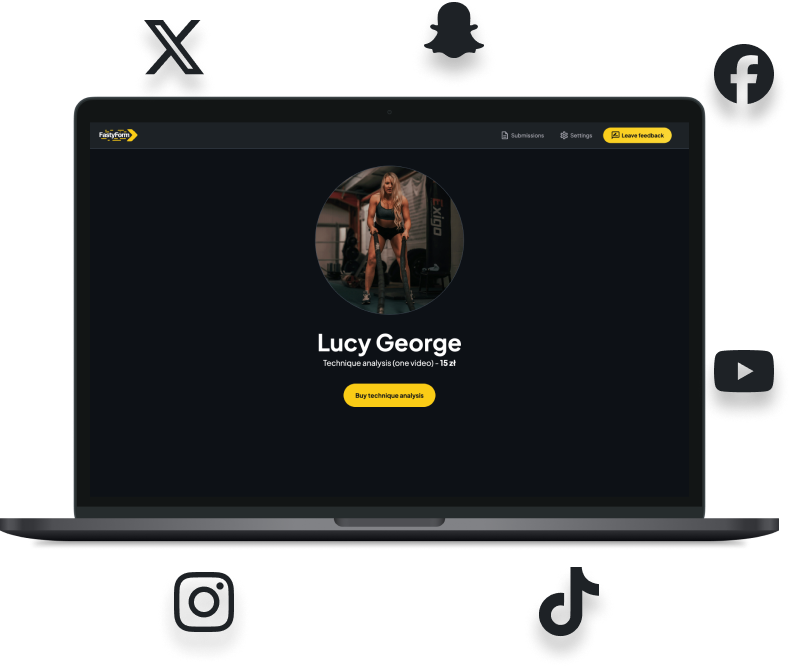 FastyForm
Submissions
Settings
Leave feedback
Exigo
Lucy George
Technique analysis (one video) - 15 zł
Buy technique analysis